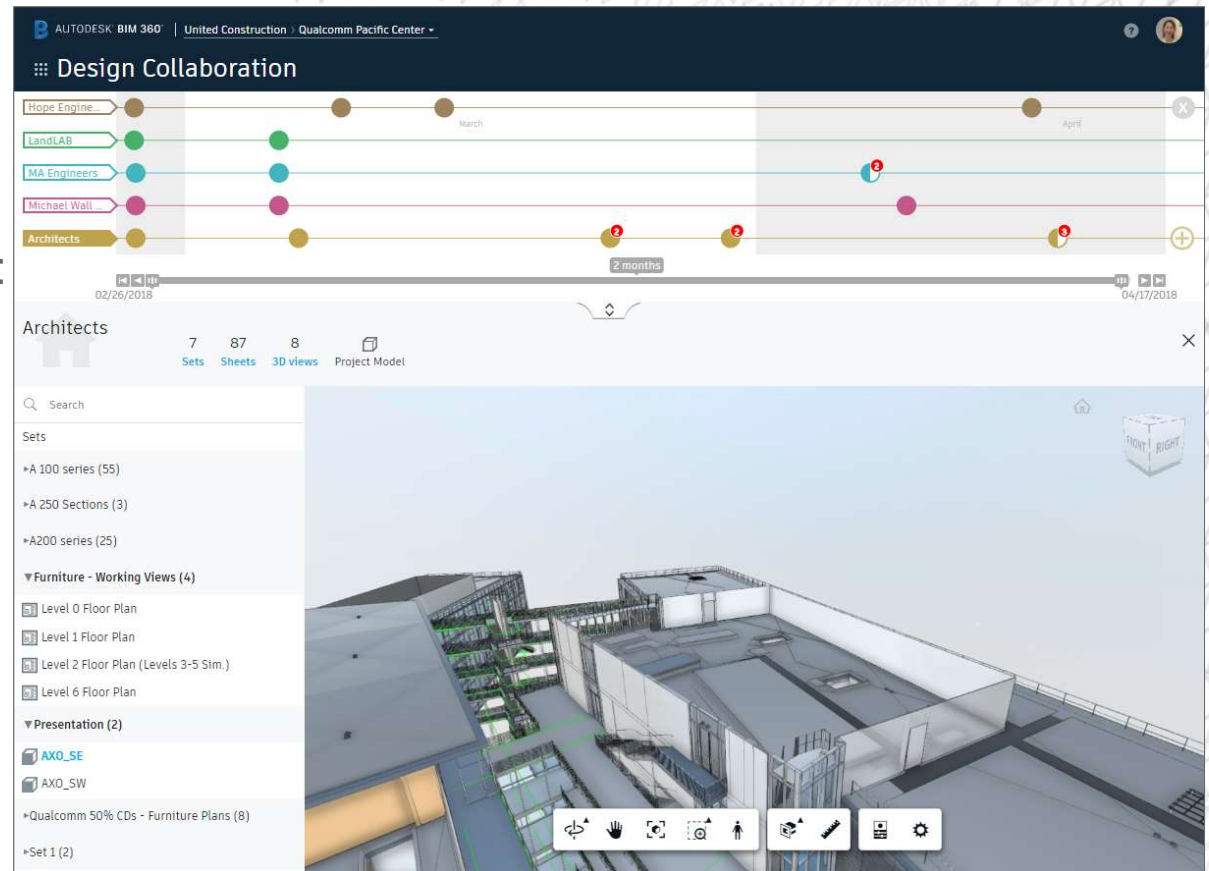 AUTODESK® BIM 360° | United Construction > Qualcomm Pacific Center
Design Collaboration
Hope Engine...
March
April
X
LandLAB
MA Engineers
2
Michael Wall ...
Architects
2
2
3
2 months
02/26/2018
04/17/2018
Architects
7 87 8
Sets Sheets 3D views Project Model
Search
Sets
A 100 series (55)
A 250 Sections (3)
A200 series (25)
Furniture - Working Views (4)
Level 0 Floor Plan
Level 1 Floor Plan
Level 2 Floor Plan (Levels 3-5 Sim.)
Level 6 Floor Plan
Presentation (2)
AXO_SE
AXO_SW
Qualcomm 50% CDs - Furniture Plans (8)
Set 1 (2)
FRONT RIGHT